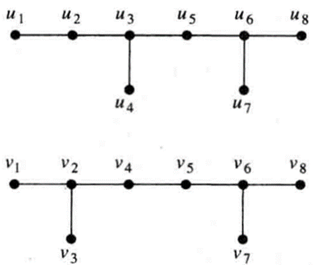 u₁ u₂ u₃ u₅ u₆ u₈
u₄ u₇
v₁ v₂ v₄ v₅ v₆ v₈
v₃ v₇